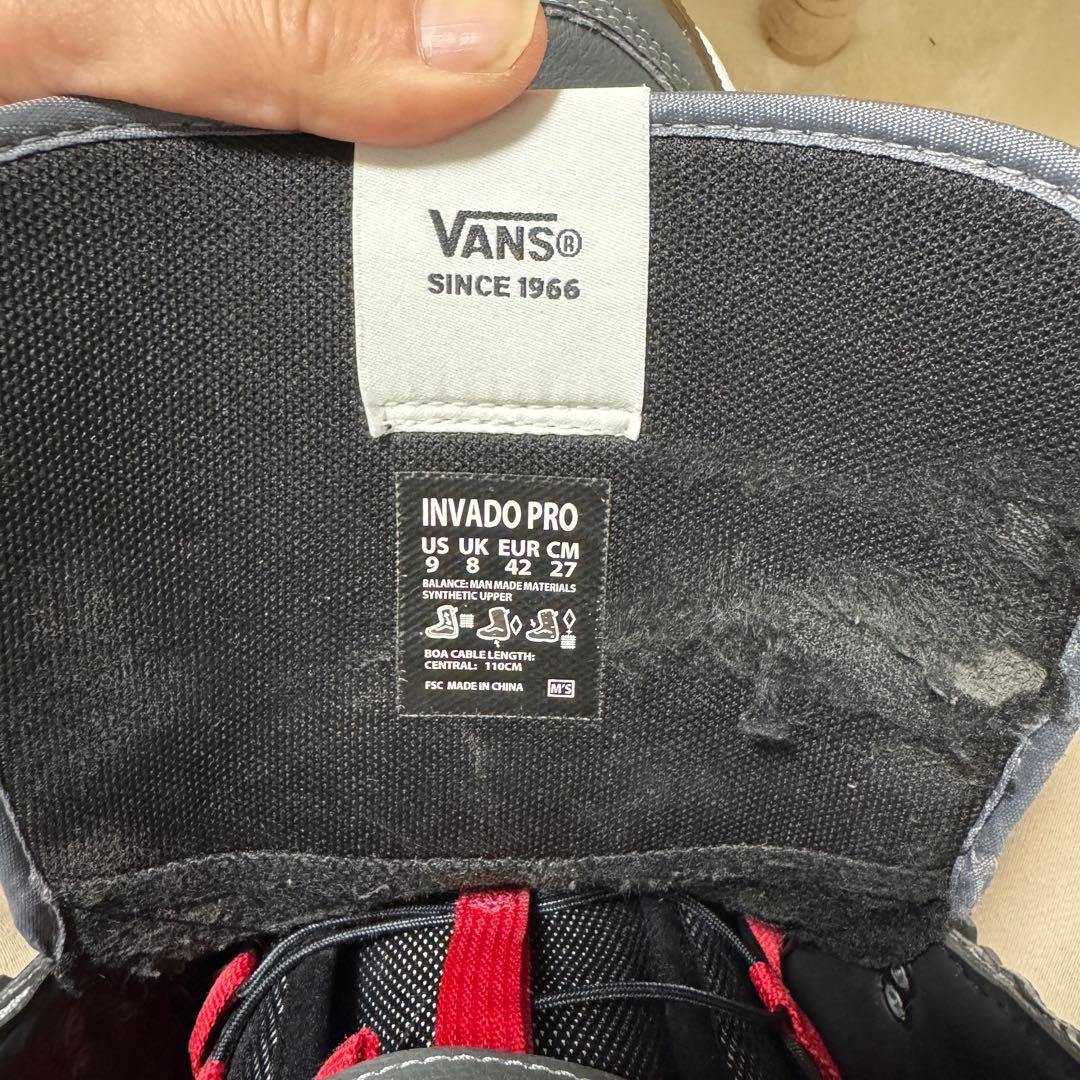 VANS®
SINCE 1966
INVADO PRO
US UK EUR CM
9 8 42 27
BALANCE: MAN MADE MATERIALS
SYNTHETIC UPPER
BOA CABLE LENGTH:
CENTRAL: 110CM
FSC MADE IN CHINA M'S